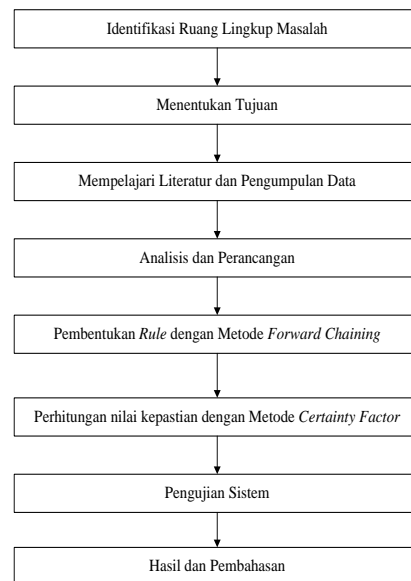 Identifikasi Ruang Lingkup Masalah
Menentukan Tujuan
Mempelajari Literatur dan Pengumpulan Data
Analisis dan Perancangan
Pembentukan Rule dengan Metode Forward Chaining
Perhitungan nilai kepastian dengan Metode Certainty Factor
Pengujian Sistem
Hasil dan Pembahasan